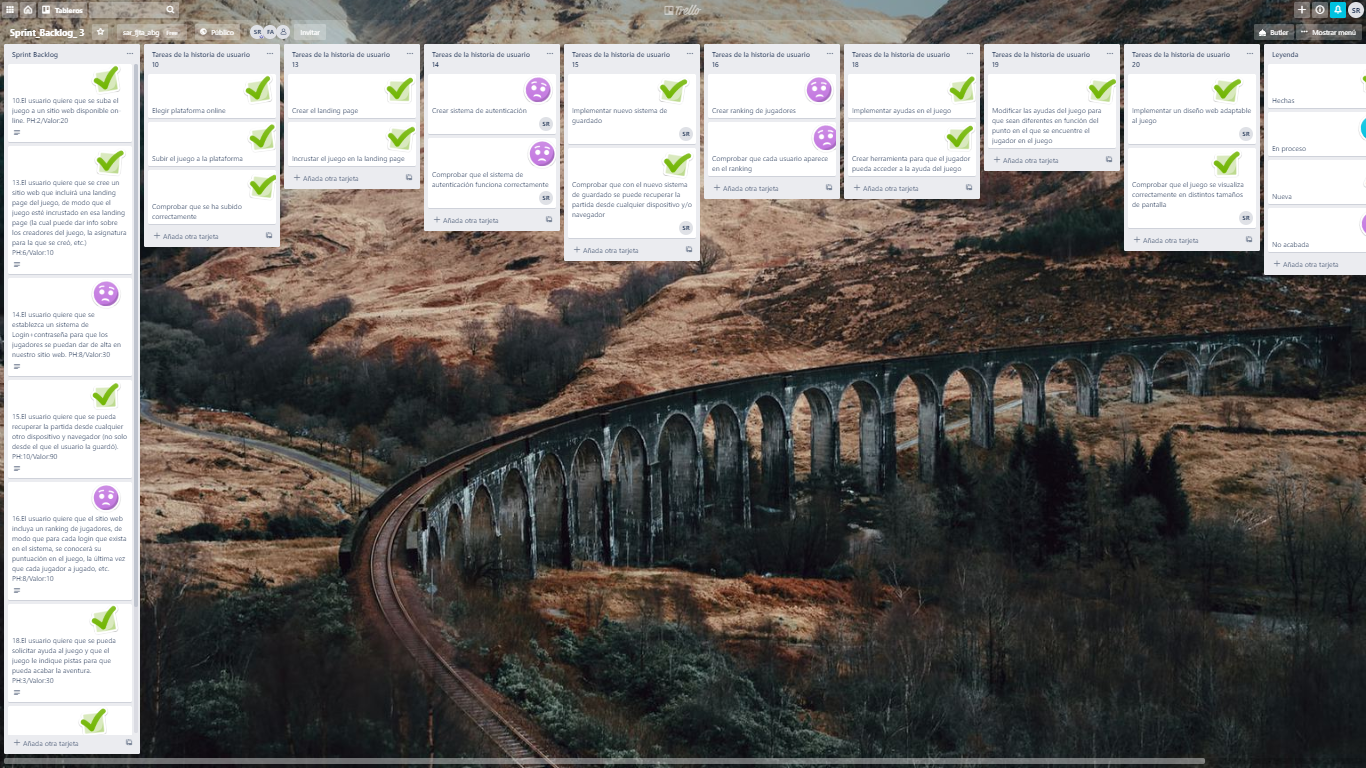 Tableros
Trello
SR
Sprint_Backlog_3
sar_fjta_abg Free
Público
SR FA
Invitar
Butler
Mostrar menú
Sprint Backlog
10.El usuario quiere que se suba el
juego a un sitio web disponible on-
line. PH:2/Valor:20
13.El usuario quiere que se cree un
sitio web que incluirá una landing
page del juego, de modo que el
juego esté incrustado en esa landing
page (la cual puede dar info sobre
los creadores del juego, la asignatura
para la que se creó, etc.)
PH:6/Valor:10
14.El usuario quiere que se
establezca un sistema de
Login+contraseña para que los
jugadores se puedan dar de alta en
nuestro sitio web. PH:8/Valor:30
15.El usuario quiere que se pueda
recuperar la partida desde cualquier
otro dispositivo y navegador (no solo
desde el que el usuario la guardó).
PH:10/Valor:90
16.El usuario quiere que el sitio web
incluya un ranking de jugadores, de
modo que para cada login que exista
en el sistema, se conocerá su
puntuación en el juego, la última vez
que cada jugador a jugado, etc.
PH:8/Valor:10
18.El usuario quiere que se pueda
solicitar ayuda al juego y que el
juego le indique pistas para que
pueda acabar la aventura.
PH:3/Valor:30
+ Añada otra tarjeta
Tareas de la historia de usuario
10
Elegir plataforma online
Subir el juego a la plataforma
Comprobar que se ha subido
correctamente
+ Añada otra tarjeta
Tareas de la historia de usuario
13
Crear el landing page
Incrustar el juego en la landing page
+ Añada otra tarjeta
Tareas de la historia de usuario
14
Crear sistema de autenticación
SR
Comprobar que el sistema de
autenticación funciona correctamente
SR
+ Añada otra tarjeta
Tareas de la historia de usuario
15
Implementar nuevo sistema de
guardado
SR
Comprobar que con el nuevo sistema
de guardado se puede recuperar la
partida desde cualquier dispositivo y/o
navegador
SR
+ Añada otra tarjeta
Tareas de la historia de usuario
16
Crear ranking de jugadores
Comprobar que cada usuario aparece
en el ranking
+ Añada otra tarjeta
Tareas de la historia de usuario
18
Implementar ayudas en el juego
Crear herramienta para que el jugador
pueda acceder a la ayuda del juego
+ Añada otra tarjeta
Tareas de la historia de usuario
19
Modificar las ayudas del juego para
que sean diferentes en función del
punto en el que se encuentre el
jugador en el juego
+ Añada otra tarjeta
Tareas de la historia de usuario
20
Implementar un diseño web adaptable
al juego
SR
Comprobar que el juego se visualiza
correctamente en distintos tamaños
de pantalla
SR
+ Añada otra tarjeta
Leyenda
Hechas
En proceso
Nueva
No acabada
+ Añada otra tarjeta